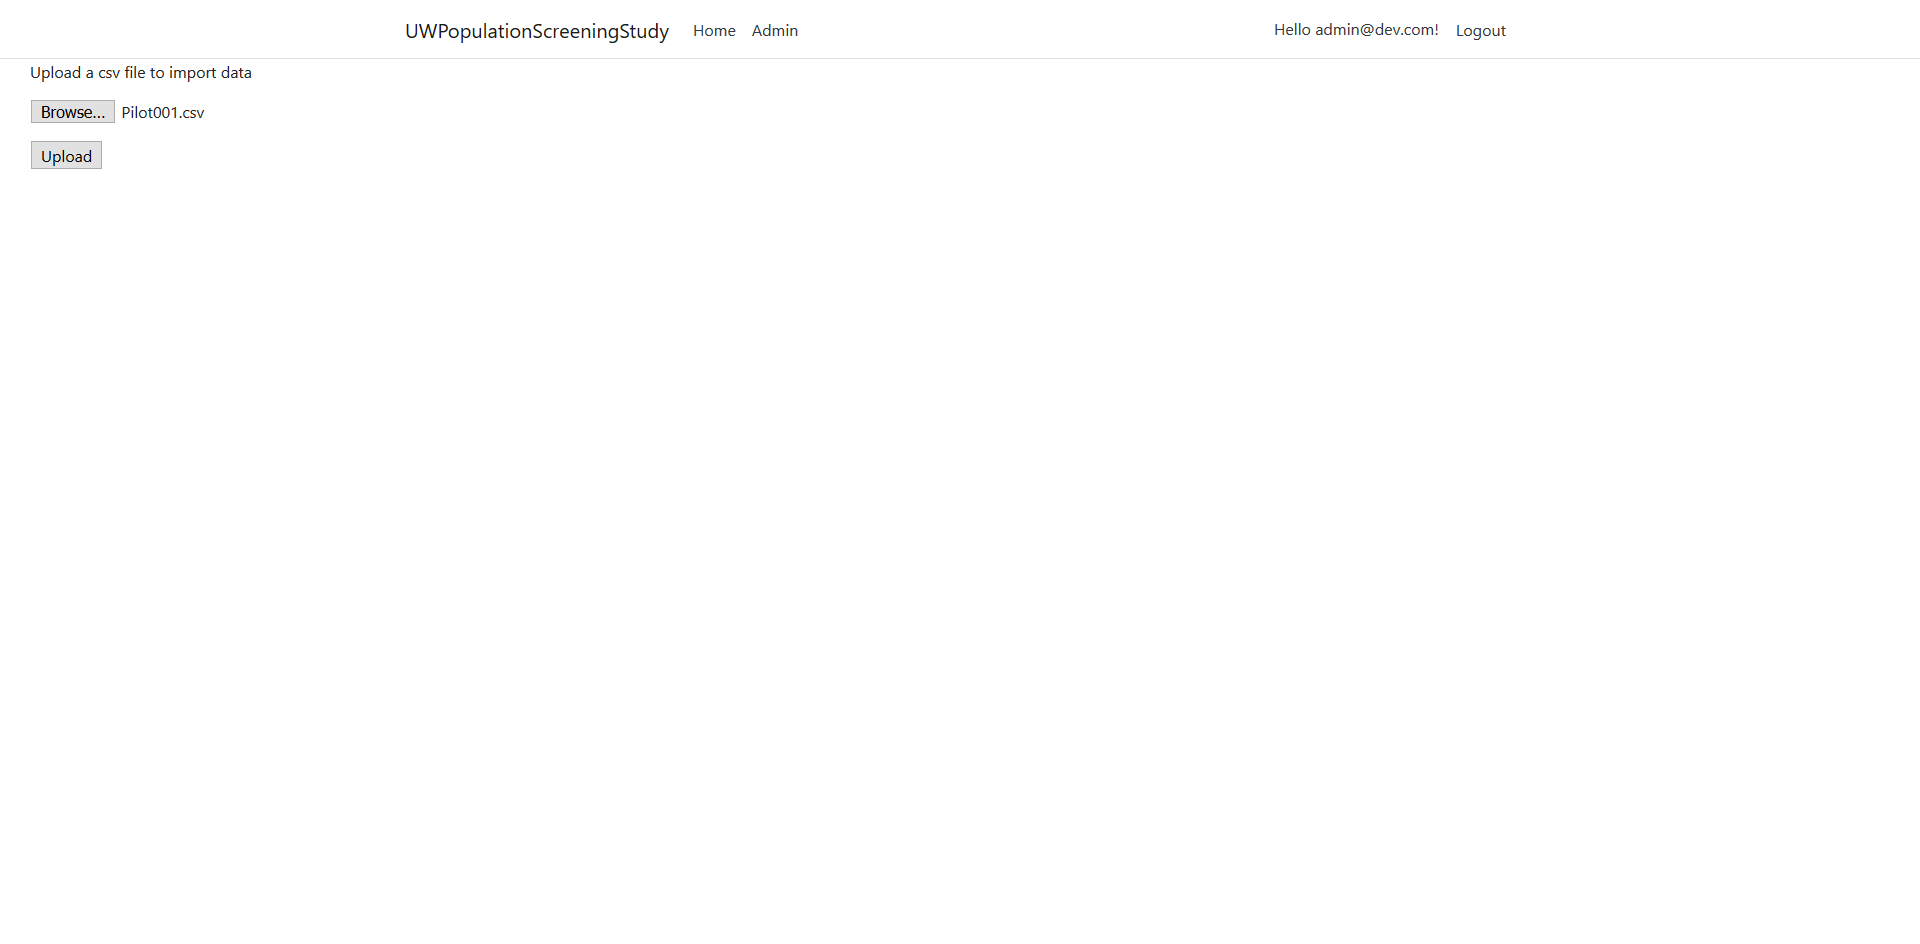 UWPopulationScreeningStudy Home Admin Hello admin@dev.com! Logout
Upload a csv file to import data
Browse... Pilot001.csv
Upload